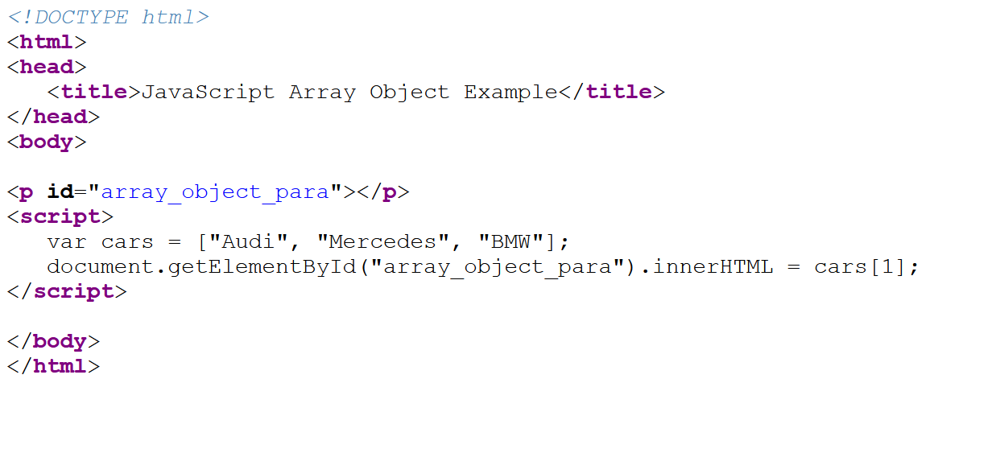 <!DOCTYPE html>
<html>
<head>
   <title>JavaScript Array Object Example</title>
</head>
<body>

<p id="array_object_para"></p>
<script>
   var cars = ["Audi", "Mercedes", "BMW"];
   document.getElementById("array_object_para").innerHTML = cars[1];
</script>

</body>
</html>